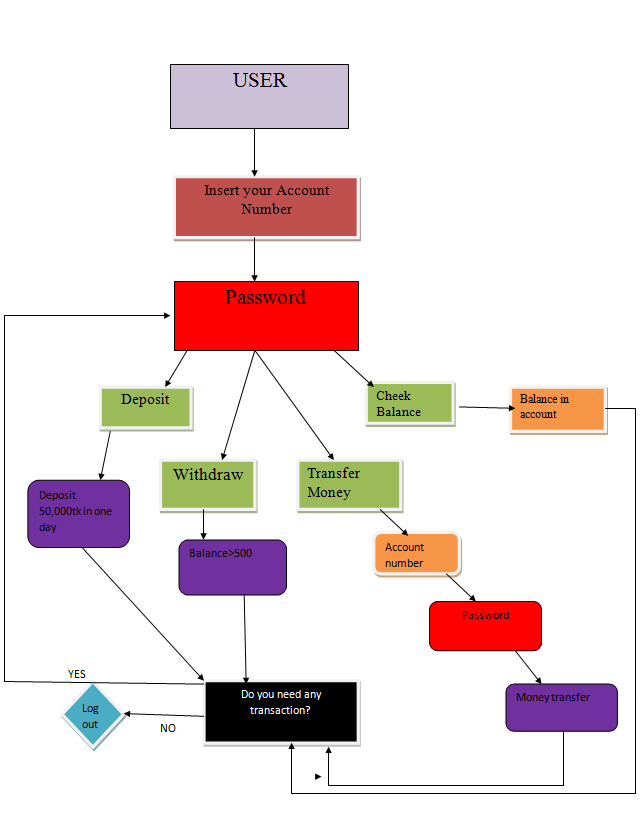 USER
Insert your Account
Number
Password
Deposit
Cheek
Balance
Balance in
account
Withdraw
Transfer
Money
Deposit
50,000tk in one
day
Balance>500
Account
number
Password
Money transfer
YES
Do you need any
transaction?
Log
out
NO